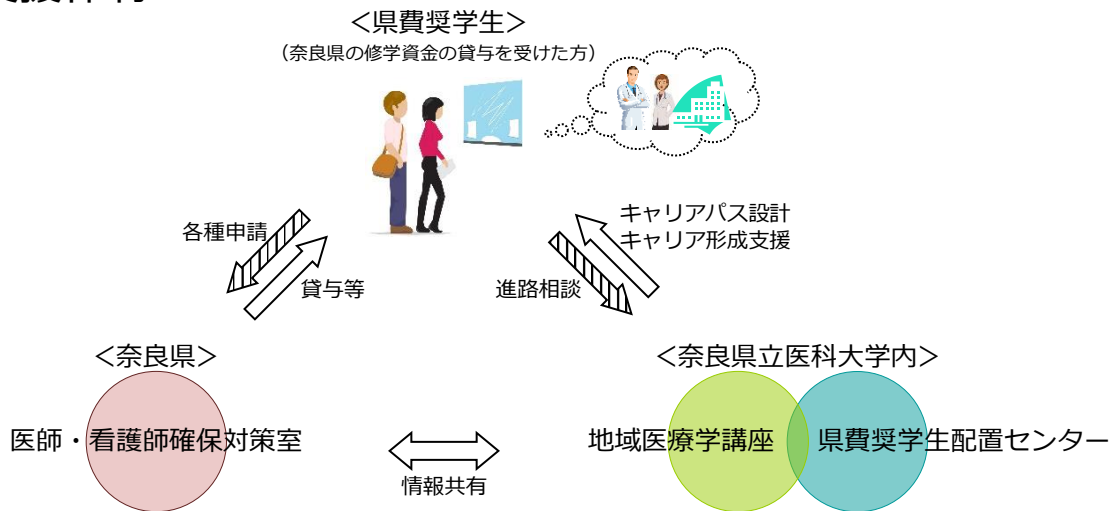 ＜県費奨学生＞
（奈良県の修学資金の貸与を受けた方）
各種申請
貸与等
キャリアパス設計
キャリア形成支援
進路相談
＜奈良県＞
医師・看護師確保対策室
情報共有
＜奈良県立医科大学内＞
地域医療学講座
県費奨学生配置センター